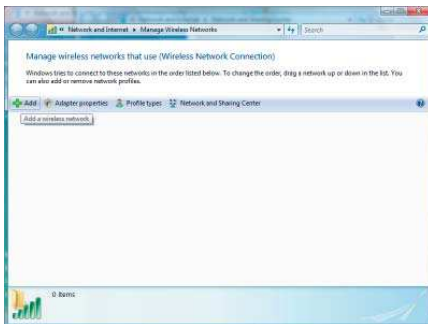 « Network and Internet ▸ Manage Wireless Networks
Search
Manage wireless networks that use (Wireless Network Connection)
Windows tries to connect to these networks in the order listed below. To change the order, drag a network up or down in the list. You
can also add or remove network profiles.
Add Adapter properties Profile types Network and Sharing Center
Add a wireless network
0 items